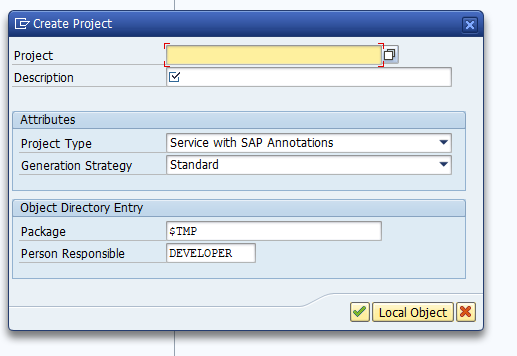 Create Project
Project
Description
Attributes
Project Type Service with SAP Annotations
Generation Strategy Standard
Object Directory Entry
Package $TMP
Person Responsible DEVELOPER
Local Object